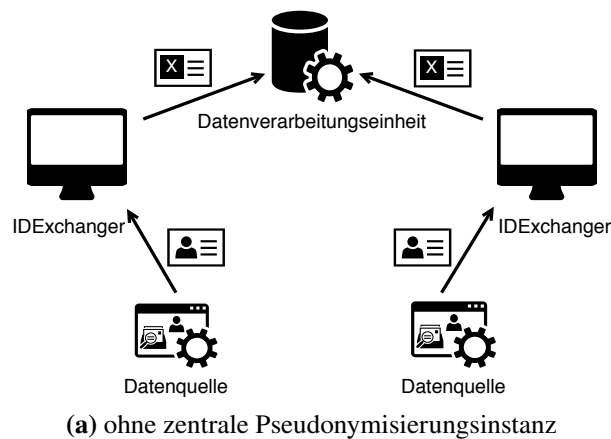 X
X
Datenverarbeitungseinheit
IDExchanger
IDExchanger
Datenquelle
Datenquelle
(a) ohne zentrale Pseudonymisierungsinstanz